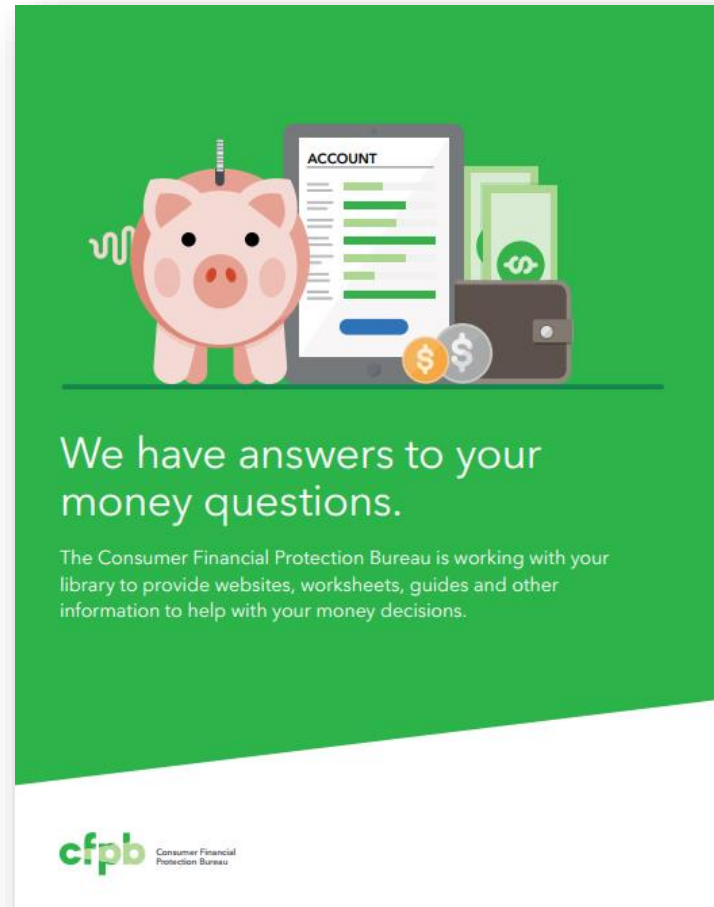 ACCOUNT
$ $
We have answers to your
money questions.
The Consumer Financial Protection Bureau is working with your
library to provide websites, worksheets, guides and other
information to help with your money decisions.
cfpb Consumer Financial
Protection Bureau